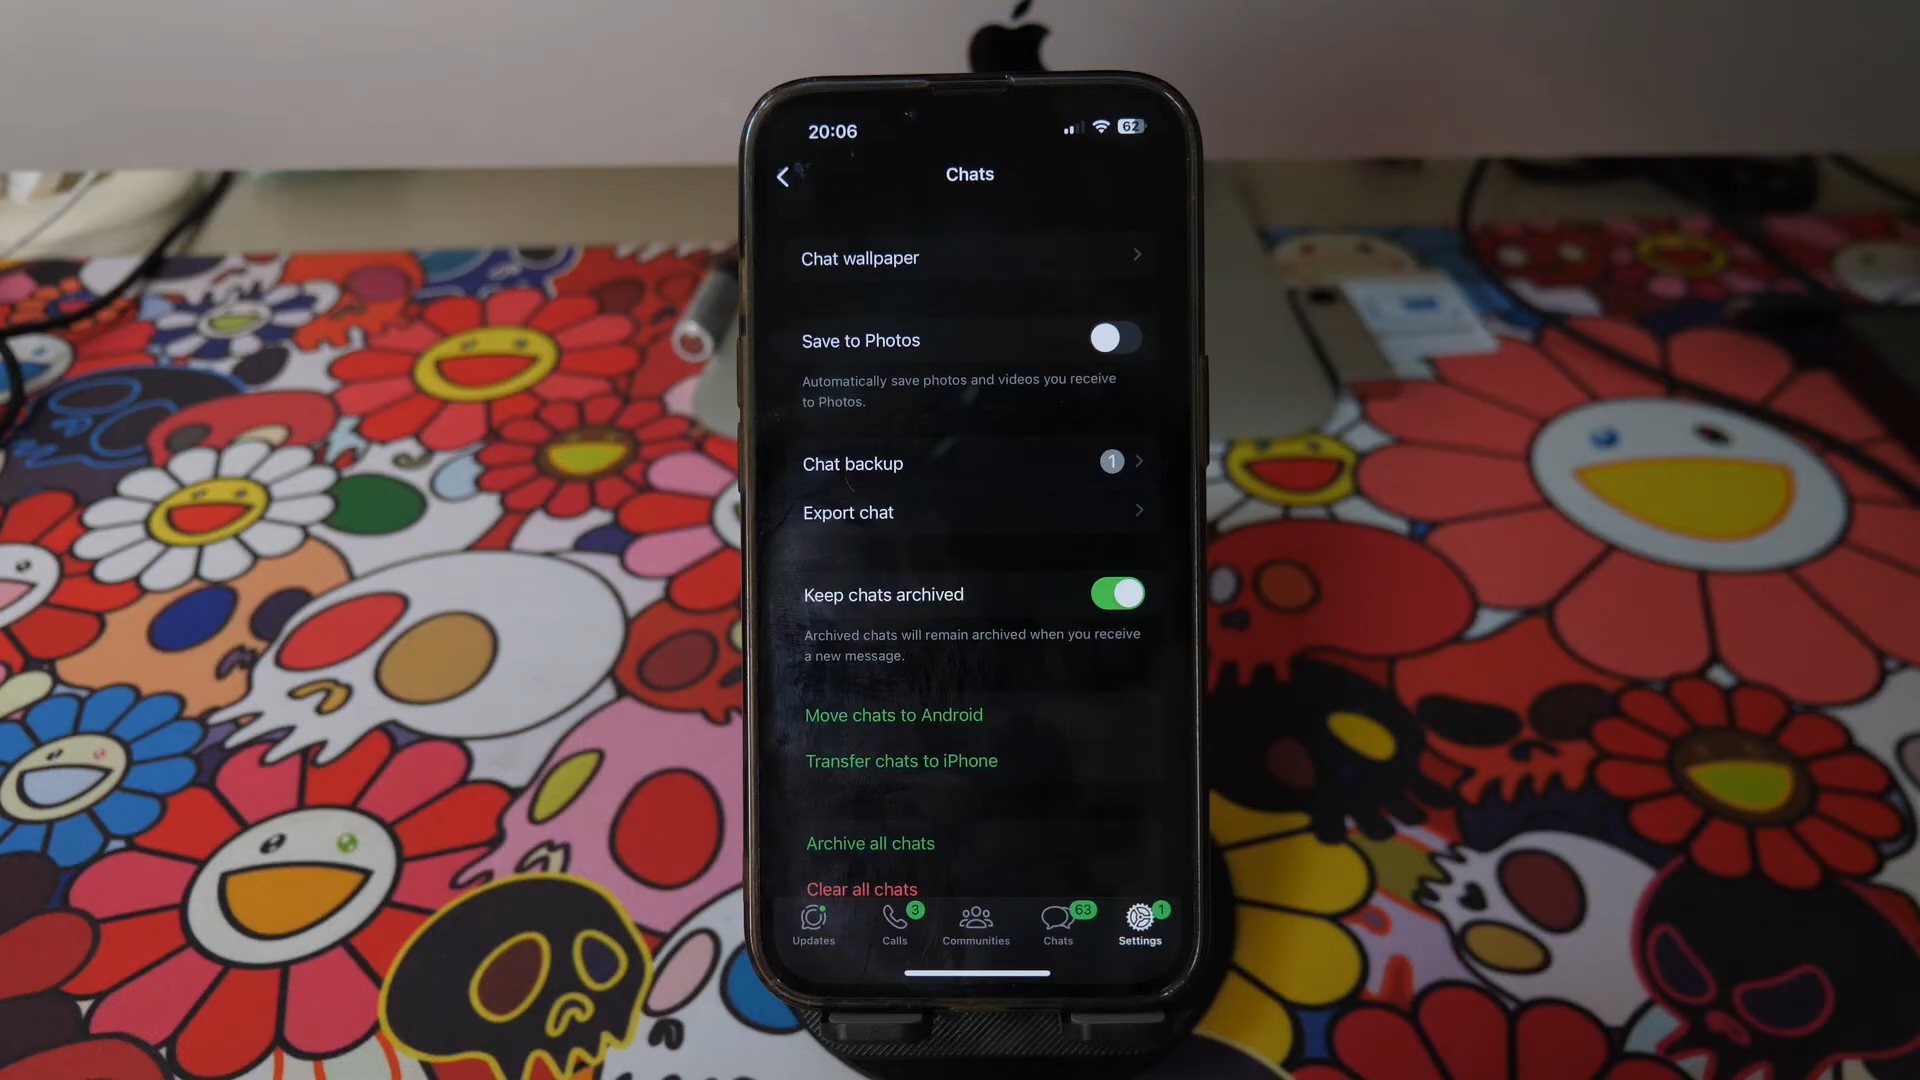 20:06
62
Chats
Chat wallpaper
Save to Photos
Automatically save photos and videos you receive
to Photos.
Chat backup
1
Export chat
Keep chats archived
Archived chats will remain archived when you receive
a new message.
Move chats to Android
Transfer chats to iPhone
Archive all chats
Clear all chats
3
63
1
Updates
Calls
Communities
Chats
Settings